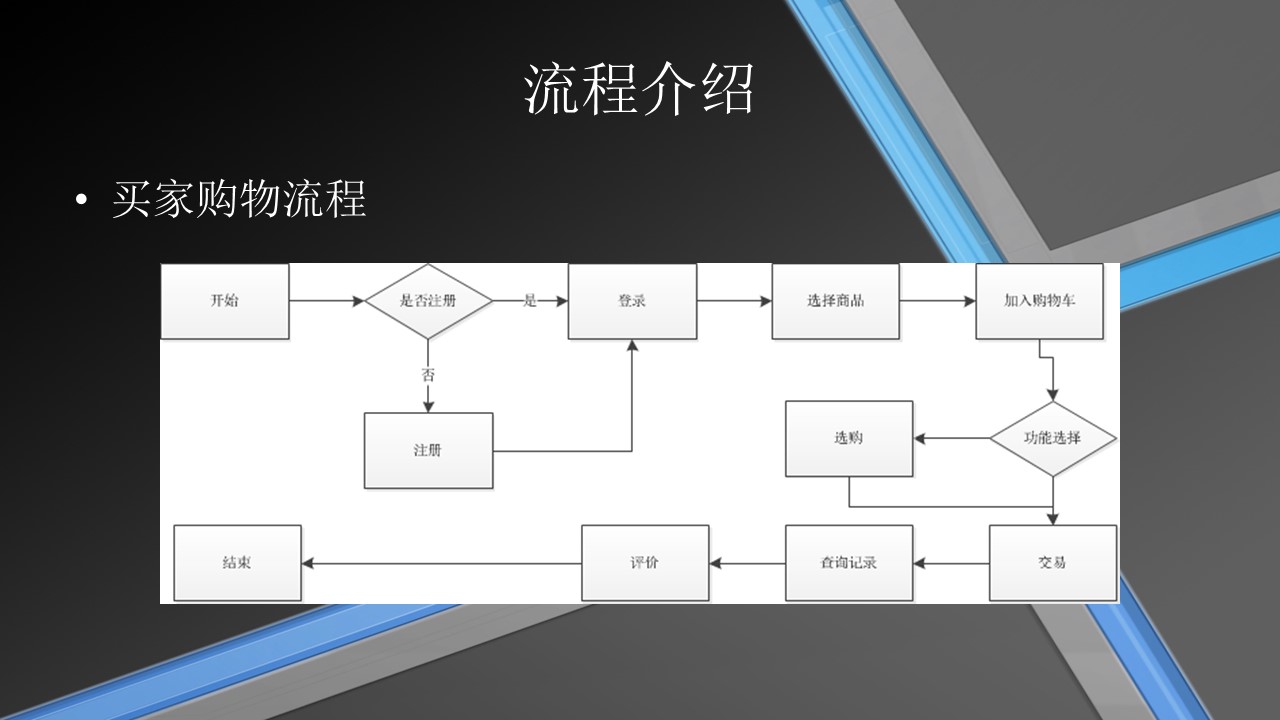 流程介绍
• 买家购物流程
开始
是否注册
是
登录
选择商品
加入购物车
否
注册
选购
功能选择
结束
评价
查询记录
交易